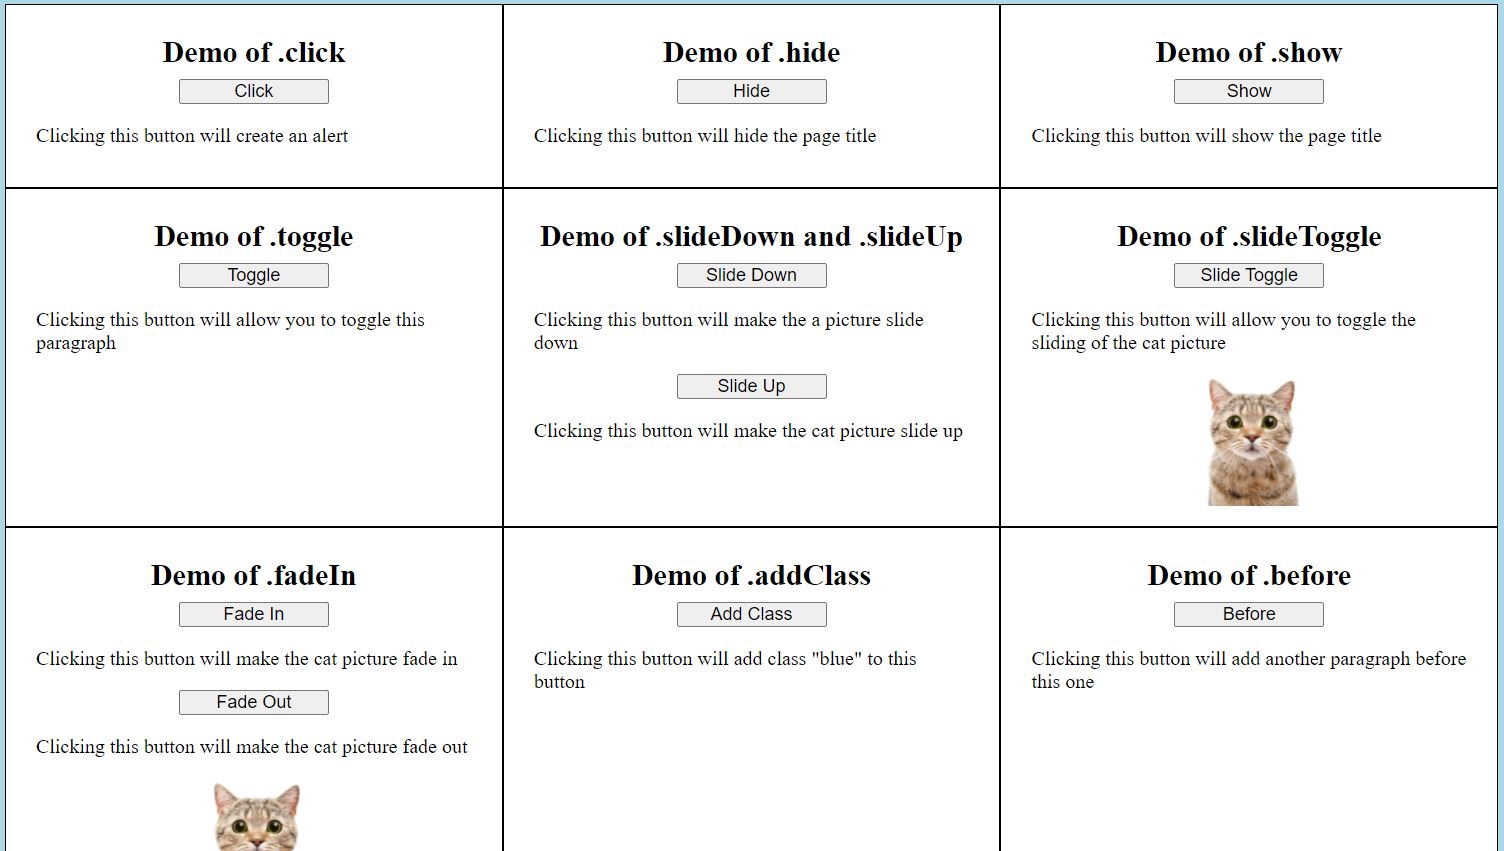 Demo of .click
Click
Clicking this button will create an alert
Demo of .hide
Hide
Clicking this button will hide the page title
Demo of .show
Show
Clicking this button will show the page title
Demo of .toggle
Toggle
Clicking this button will allow you to toggle this
paragraph
Demo of .slideDown and .slideUp
Slide Down
Clicking this button will make the a picture slide
down
Slide Up
Clicking this button will make the cat picture slide up
Demo of .slideToggle
Slide Toggle
Clicking this button will allow you to toggle the
sliding of the cat picture
Demo of .fadeIn
Fade In
Clicking this button will make the cat picture fade in
Fade Out
Clicking this button will make the cat picture fade out
Demo of .addClass
Add Class
Clicking this button will add class "blue" to this
button
Demo of .before
Before
Clicking this button will add another paragraph before
this one